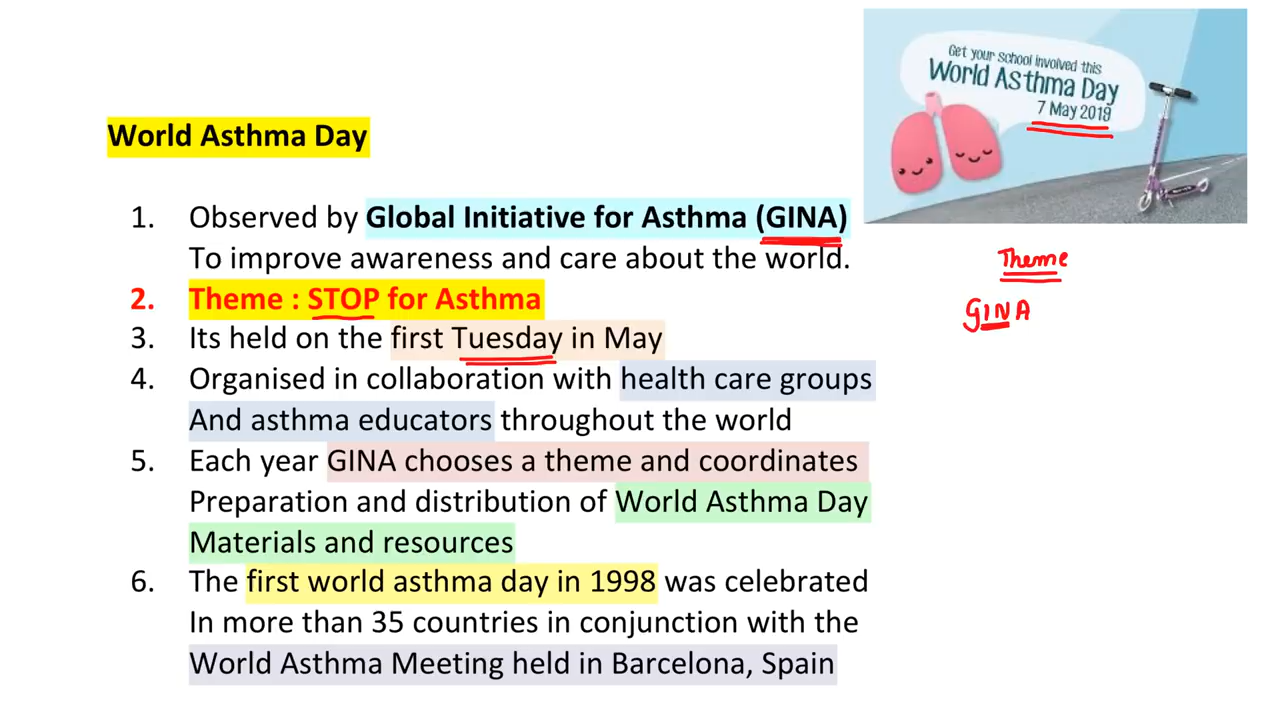 Get your school involved this
World Asthma Day
7 May 2019
World Asthma Day
1. Observed by Global Initiative for Asthma (GINA)
To improve awareness and care about the world.
2. Theme : STOP for Asthma
3. Its held on the first Tuesday in May
4. Organised in collaboration with health care groups
And asthma educators throughout the world
5. Each year GINA chooses a theme and coordinates
Preparation and distribution of World Asthma Day
Materials and resources
6. The first world asthma day in 1998 was celebrated
In more than 35 countries in conjunction with the
World Asthma Meeting held in Barcelona, Spain
Theme
GINA